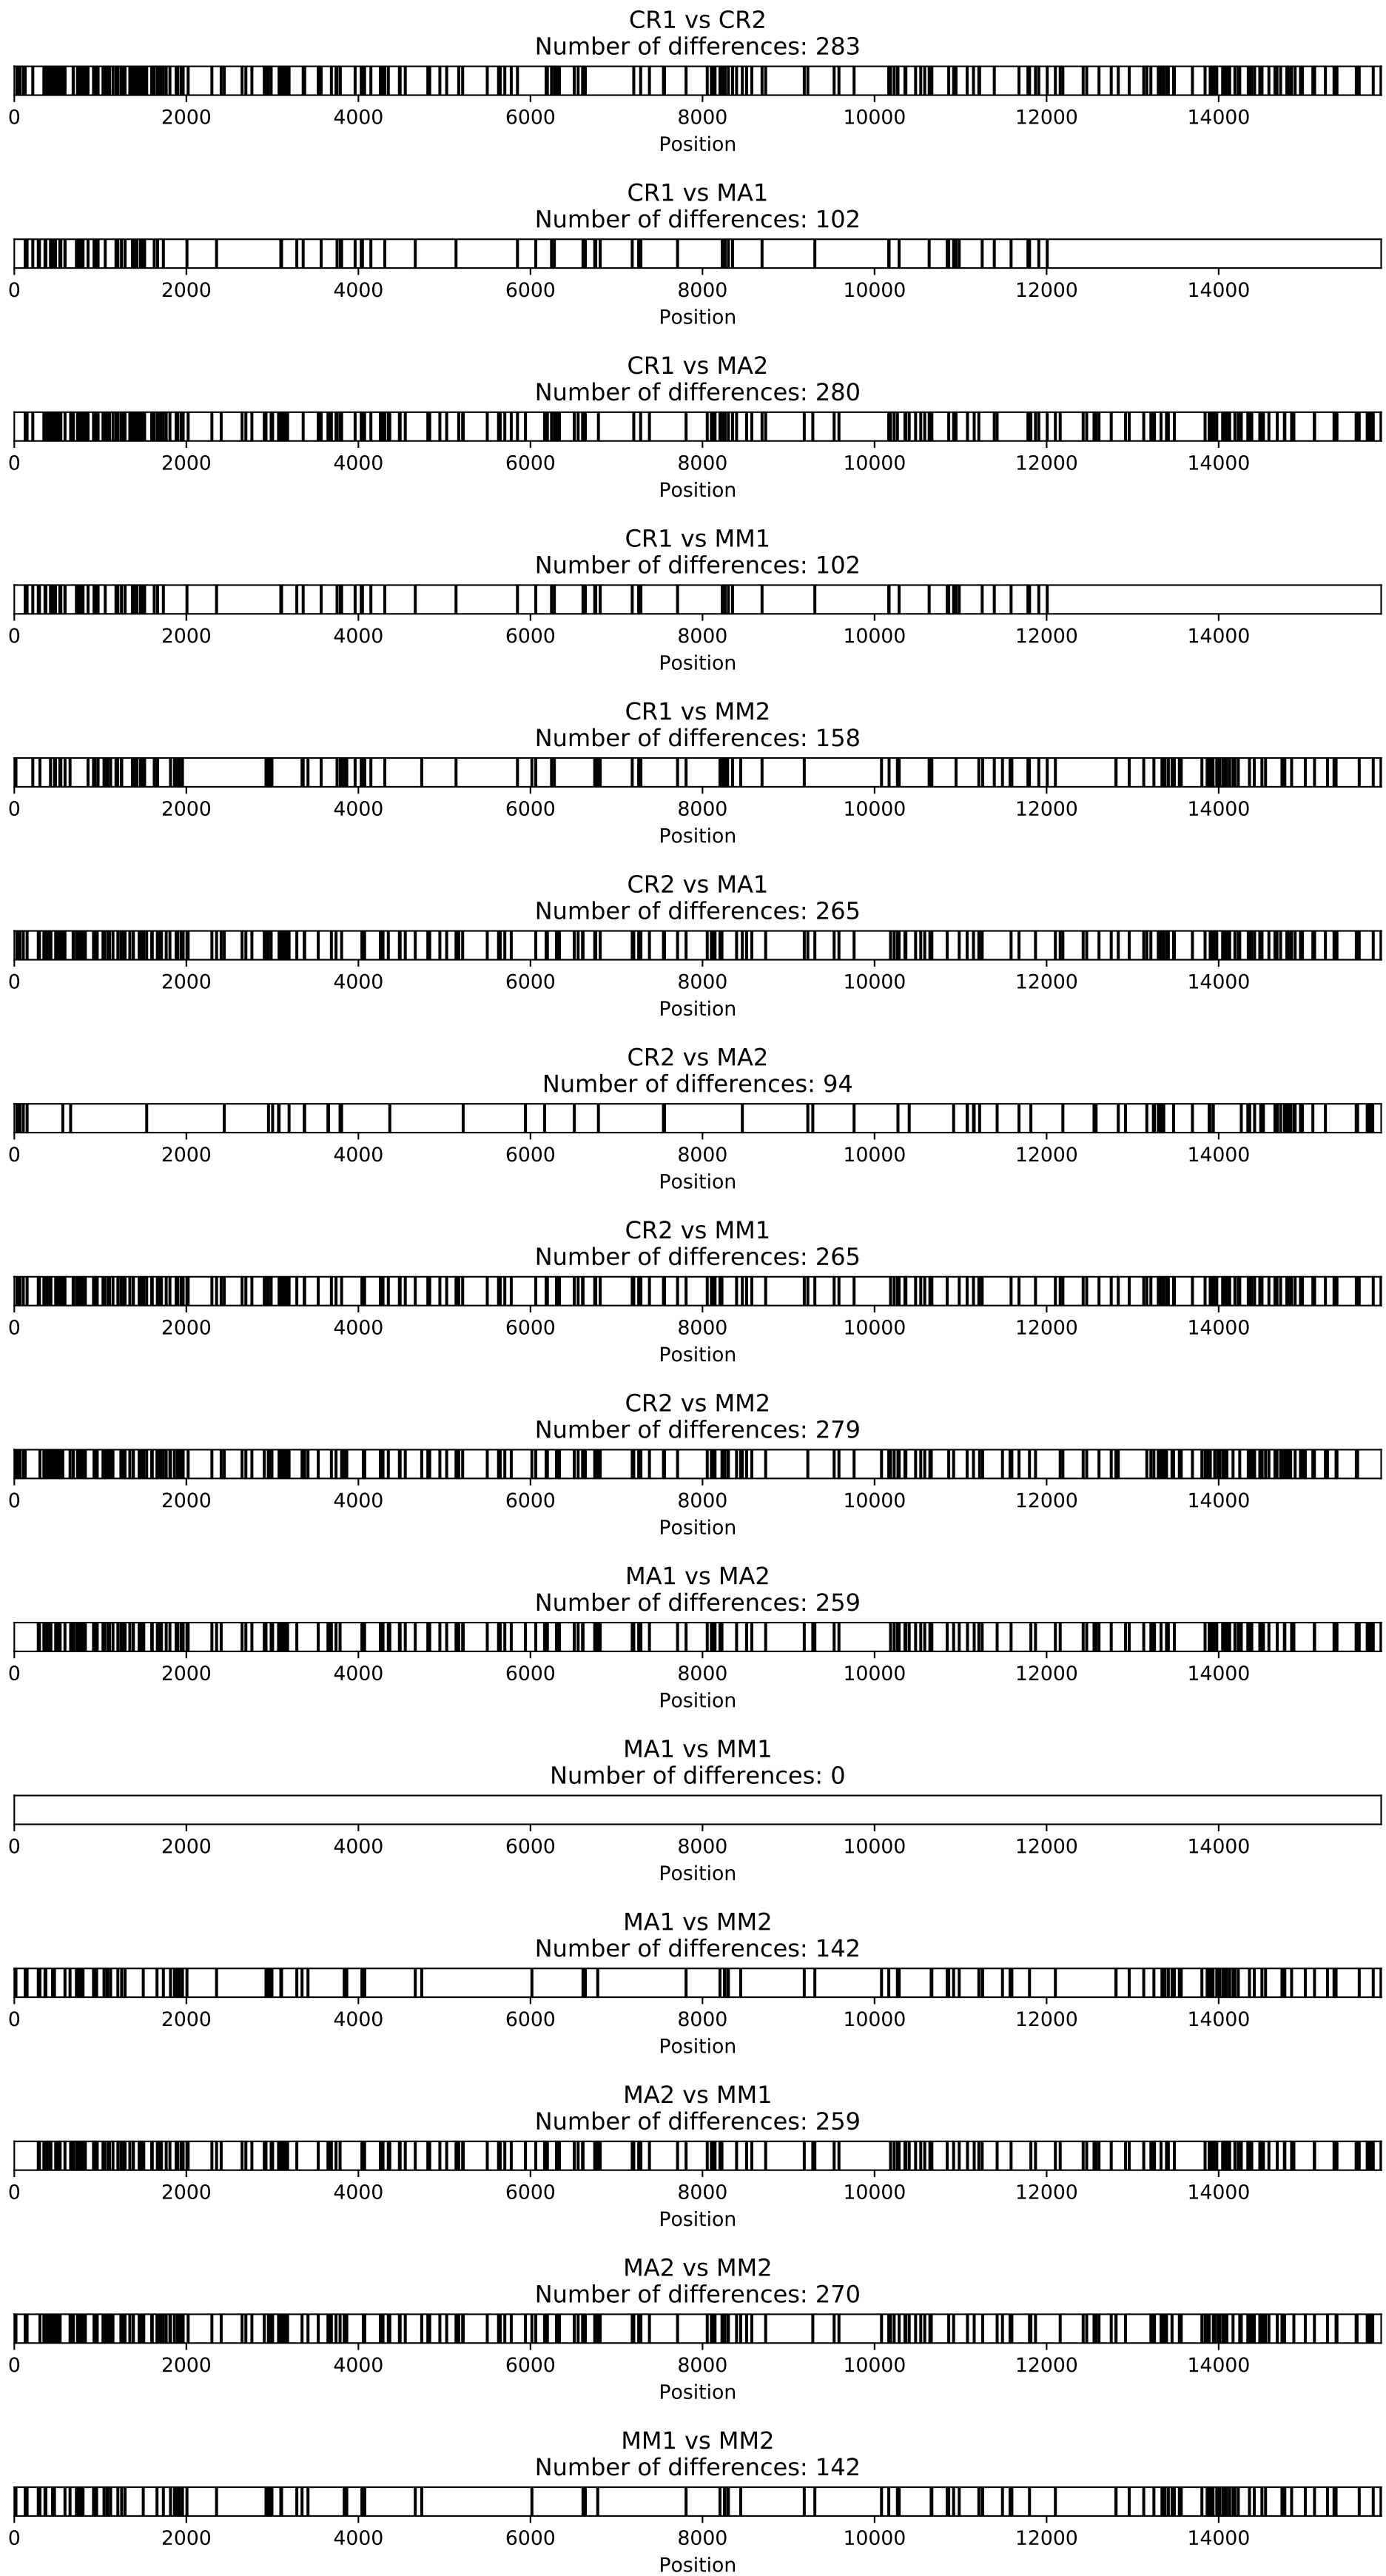 CR1 vs CR2
Number of differences: 283
0 2000 4000 6000 8000 10000 12000 14000
Position
CR1 vs MA1
Number of differences: 102
0 2000 4000 6000 8000 10000 12000 14000
Position
CR1 vs MA2
Number of differences: 280
0 2000 4000 6000 8000 10000 12000 14000
Position
CR1 vs MM1
Number of differences: 102
0 2000 4000 6000 8000 10000 12000 14000
Position
CR1 vs MM2
Number of differences: 158
0 2000 4000 6000 8000 10000 12000 14000
Position
CR2 vs MA1
Number of differences: 265
0 2000 4000 6000 8000 10000 12000 14000
Position
CR2 vs MA2
Number of differences: 94
0 2000 4000 6000 8000 10000 12000 14000
Position
CR2 vs MM1
Number of differences: 265
0 2000 4000 6000 8000 10000 12000 14000
Position
CR2 vs MM2
Number of differences: 279
0 2000 4000 6000 8000 10000 12000 14000
Position
MA1 vs MA2
Number of differences: 259
0 2000 4000 6000 8000 10000 12000 14000
Position
MA1 vs MM1
Number of differences: 0
0 2000 4000 6000 8000 10000 12000 14000
Position
MA1 vs MM2
Number of differences: 142
0 2000 4000 6000 8000 10000 12000 14000
Position
MA2 vs MM1
Number of differences: 259
0 2000 4000 6000 8000 10000 12000 14000
Position
MA2 vs MM2
Number of differences: 270
0 2000 4000 6000 8000 10000 12000 14000
Position
MM1 vs MM2
Number of differences: 142
0 2000 4000 6000 8000 10000 12000 14000
Position